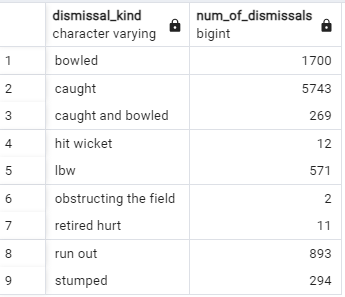 dismissal_kind num_of_dismissals
character varying bigint
1 bowled 1700
2 caught 5743
3 caught and bowled 269
4 hit wicket 12
5 lbw 571
6 obstructing the field 2
7 retired hurt 11
8 run out 893
9 stumped 294